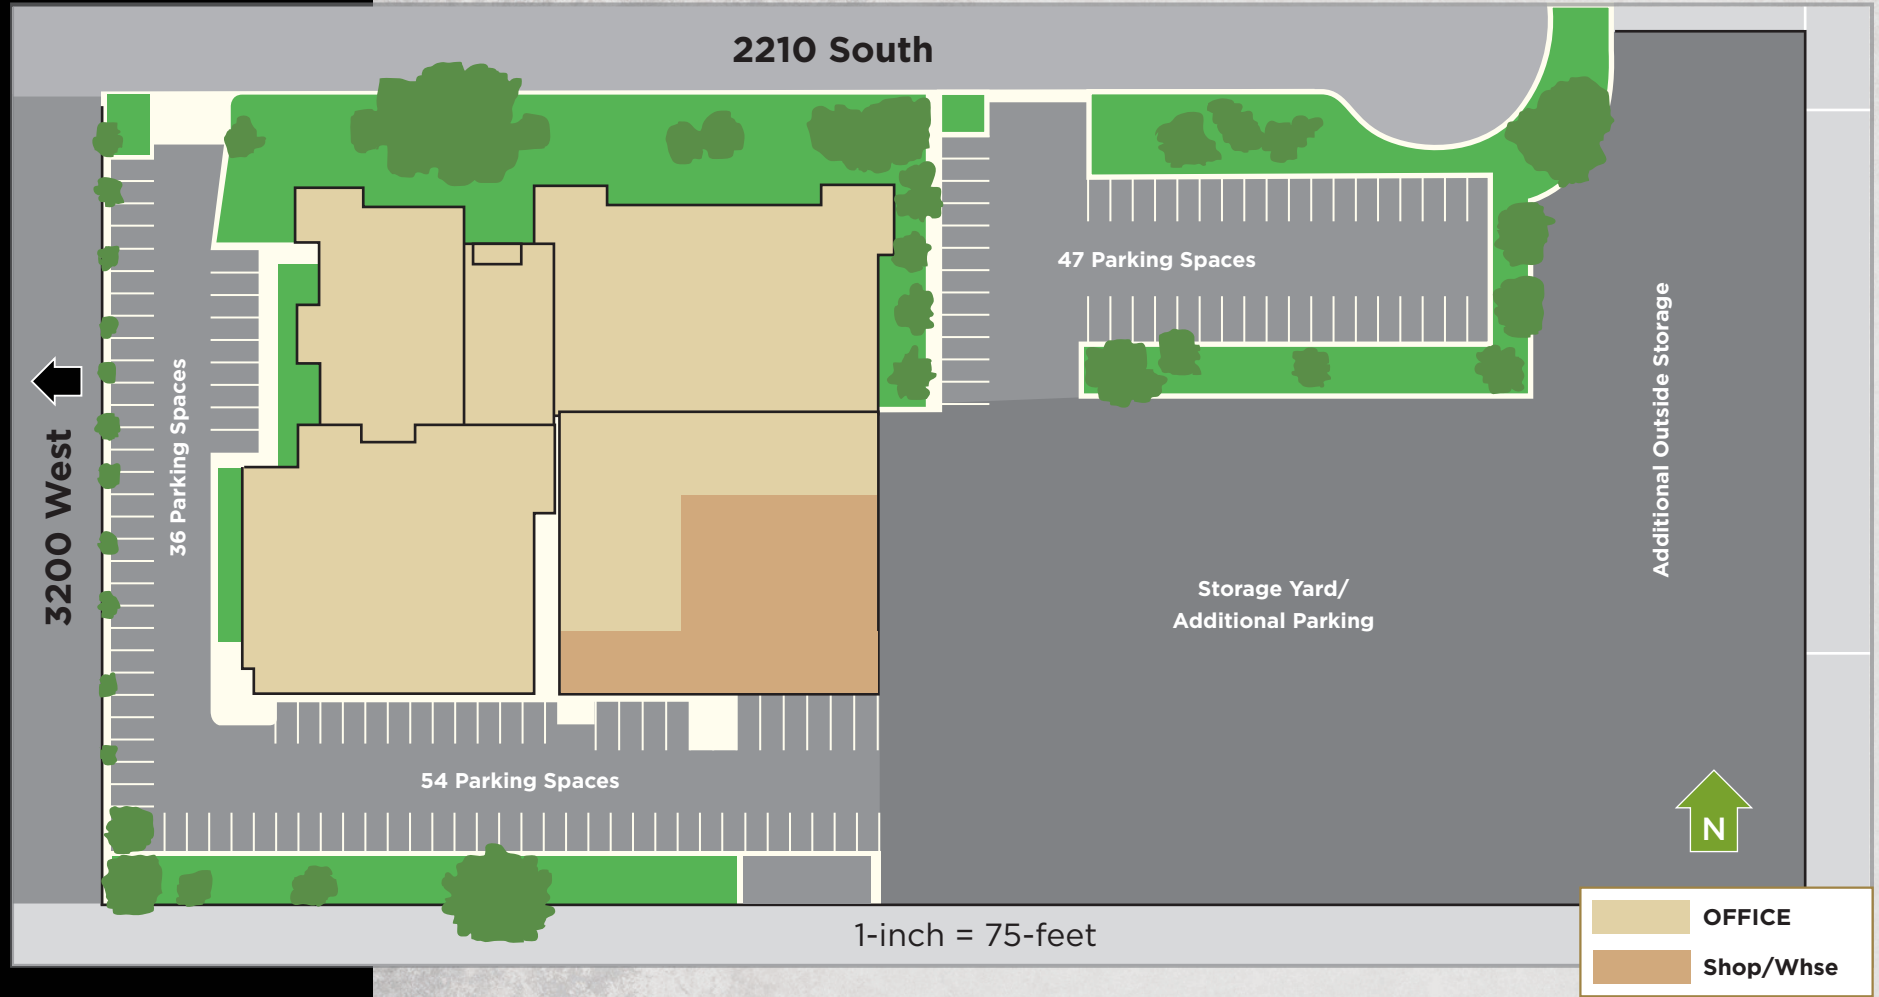 2210 South
47 Parking Spaces
36 Parking Spaces
3200 West
Additional Outside Storage
Storage Yard/
Additional Parking
54 Parking Spaces
N
1-inch = 75-feet
OFFICE
Shop/Whse